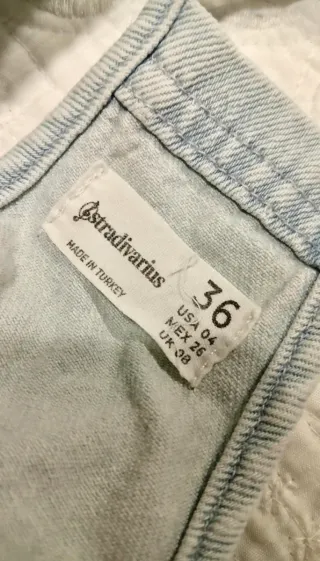 Stradivarius
MADE IN TURKEY
36
USA 04
MEX 26
UK 08